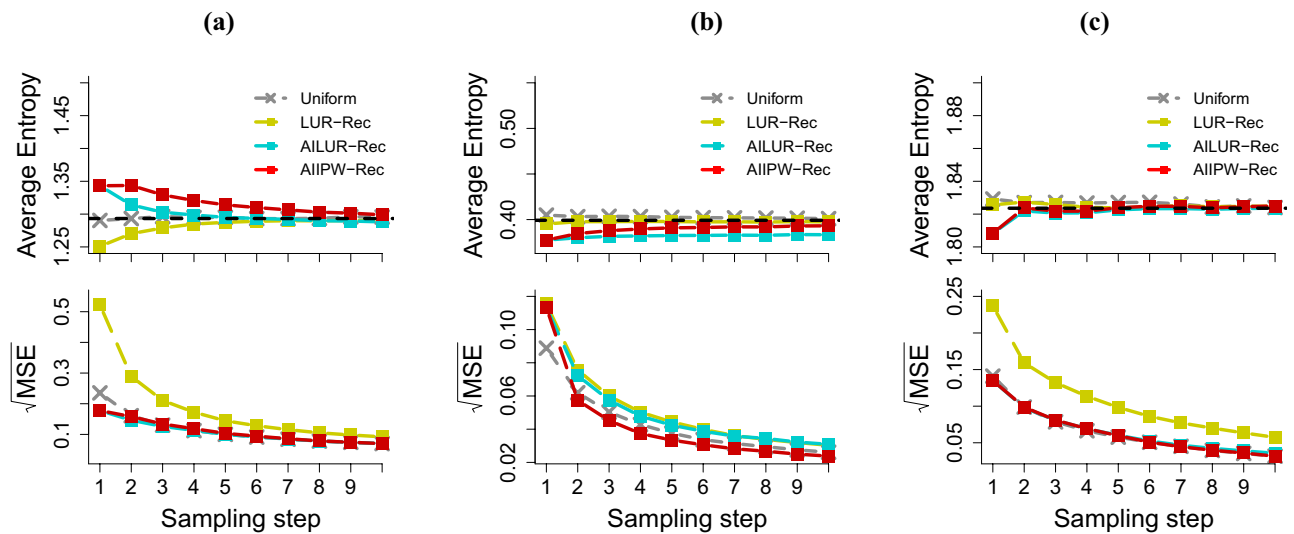 (a)
(b)
(c)
Average Entropy
1.25 1.35 1.45
Uniform
LUR−Rec
AILUR−Rec
AIIPW−Rec
Average Entropy
0.40 0.50
Uniform
LUR−Rec
AILUR−Rec
AIIPW−Rec
Average Entropy
1.80 1.84 1.88
Uniform
LUR−Rec
AILUR−Rec
AIIPW−Rec
√MSE
0.1 0.3 0.5
1 2 3 4 5 6 7 8 9
Sampling step
√MSE
0.02 0.06 0.10
1 2 3 4 5 6 7 8 9
Sampling step
√MSE
0.05 0.15 0.25
1 2 3 4 5 6 7 8 9
Sampling step